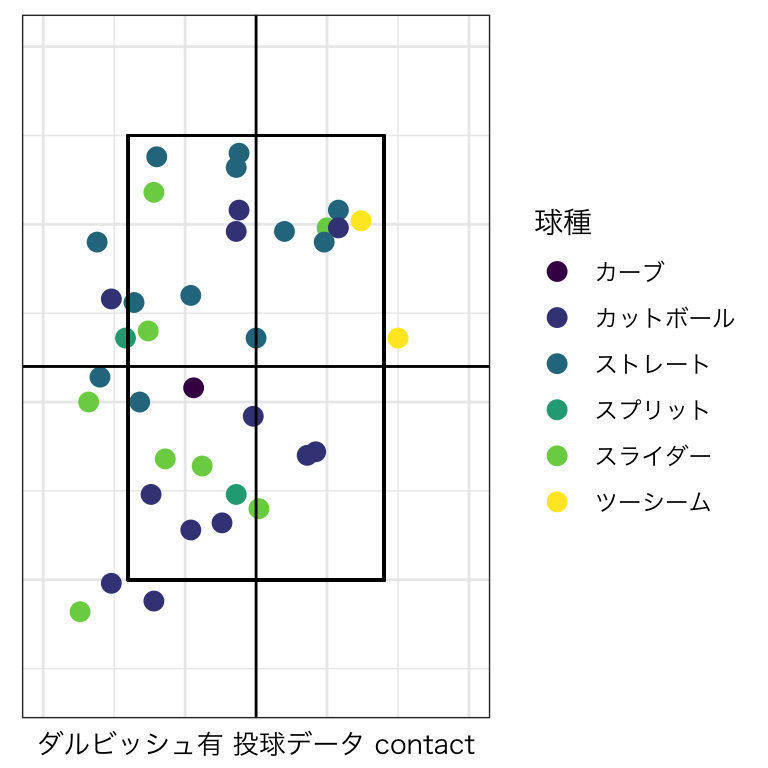 球種
カーブ
カットボール
ストレート
スプリット
スライダー
ツーシーム
ダルビッシュ有 投球データ contact